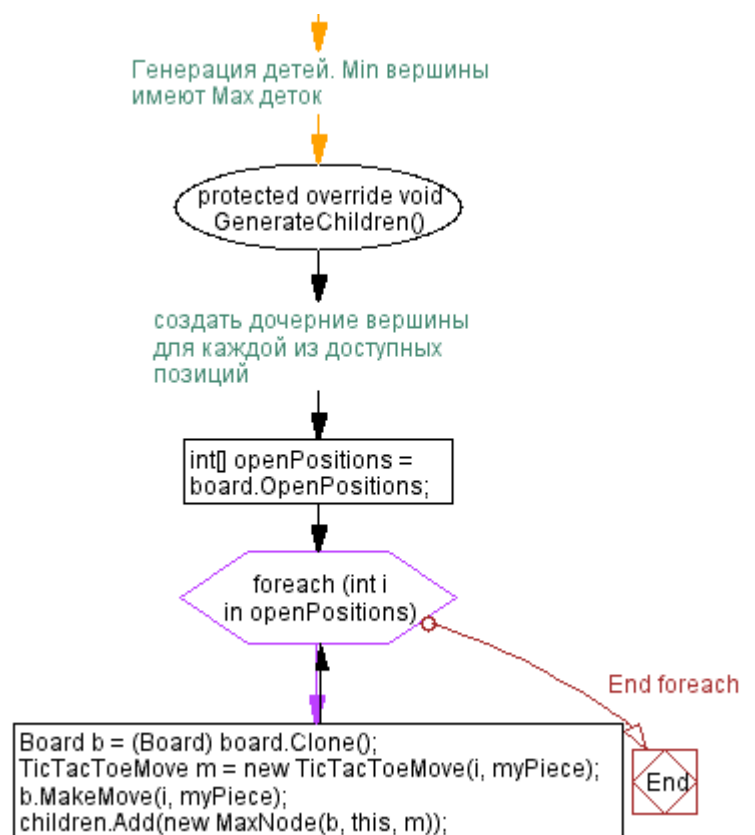 Генерация детей. Min вершины
имеют Max деток
protected override void
GenerateChildren()
создать дочерние вершины
для каждой из доступных
позиций
int[] openPositions =
board.OpenPositions;
foreach (int i
in openPositions)
End foreach
Board b = (Board) board.Clone();
TicTacToeMove m = new TicTacToeMove(i, myPiece);
b.MakeMove(i, myPiece);
children.Add(new MaxNode(b, this, m));
End